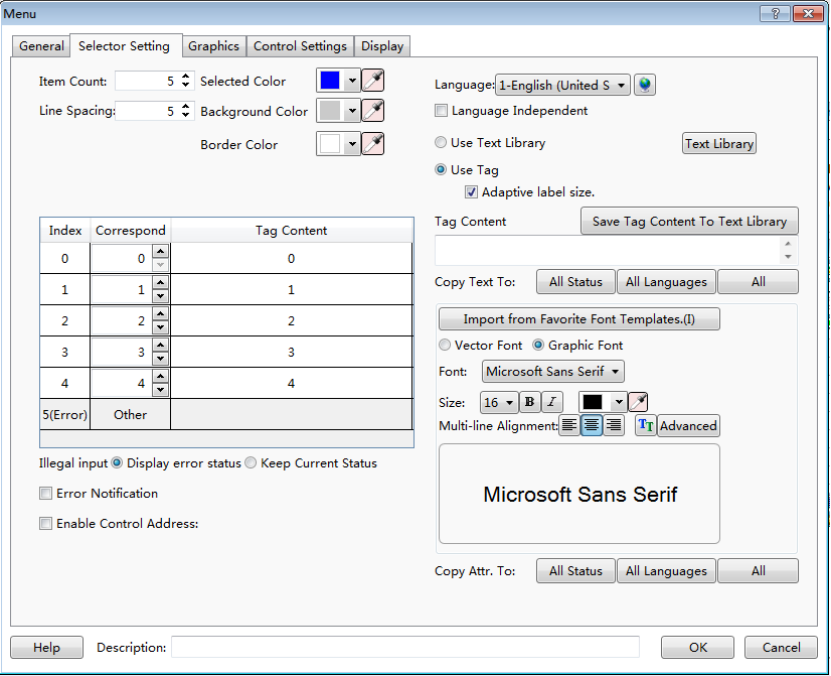 Menu
?
General Selector Setting Graphics Control Settings Display
Item Count: 5 Selected Color
Line Spacing: 5 Background Color
Border Color
Language: 1-English (United S
Language Independent
Use Text Library Text Library
Use Tag
Adaptive label size.
Index Correspond Tag Content
0 0 0
1 1 1
2 2 2
3 3 3
4 4 4
5(Error) Other
Illegal input Display error status Keep Current Status
Error Notification
Enable Control Address:
Tag Content Save Tag Content To Text Library
Copy Text To: All Status All Languages All
Import from Favorite Font Templates.(I)
Vector Font Graphic Font
Font: Microsoft Sans Serif
Size: 16 B I
Multi-line Alignment: TT Advanced
Microsoft Sans Serif
Copy Attr. To: All Status All Languages All
Help Description: OK Cancel